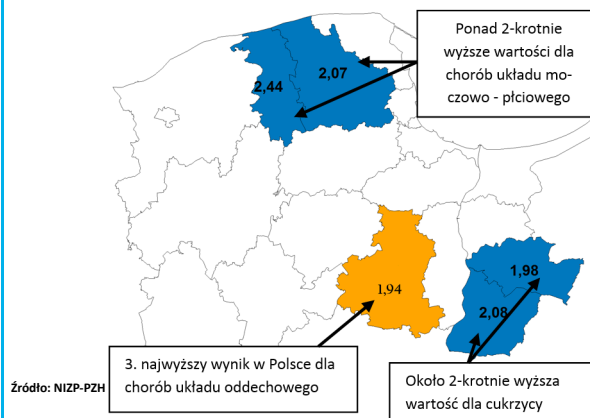 Ponad 2-krotnie
wyższe wartości dla
chorób układu mo-
czowo - płciowego
2,44
2,07
1,98
1,94
2,08
3. najwyższy wynik w Polsce dla
chorób układu oddechowego
Około 2-krotnie wyższa
wartość dla cukrzycy
Źródło: NIZP-PZH